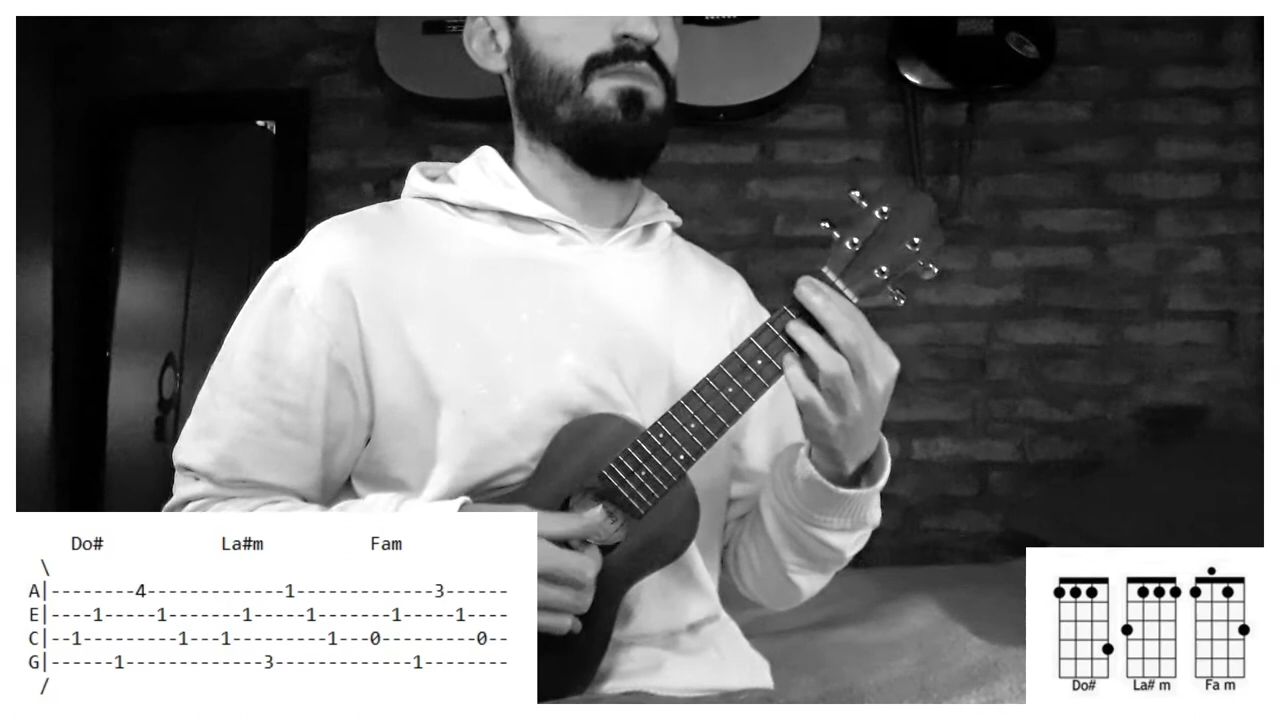 Do# La#m Fam
\
A|--------4-------------1-------------3------
E|----1-----1-------1-----1-------1-----1----
C|--1---------1---1---------1---0---------0--
G|------1-------------3-------------1--------
/
Do# La# m Fa m